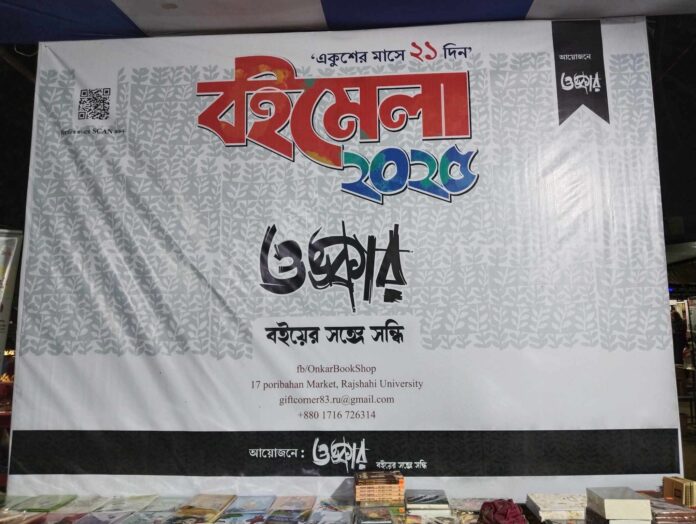 'একুশের মাসে ২১ দিন'
বইমেলা
২০২৫
আয়োজনে
ওঙ্কার
SCAN করুন
ওঙ্কার
বইয়ের সঙ্গে সন্ধি
fb/OnkarBookShop
17 poribahan Market, Rajshahi University
giftcorner83.ru@gmail.com
+880 1716 726314
আয়োজনে : ওঙ্কার বইয়ের সঙ্গে সন্ধি